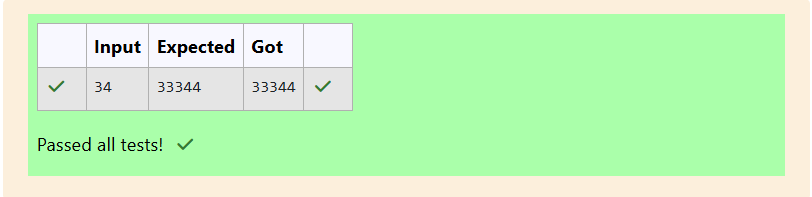 Input Expected Got
34 33344 33344
Passed all tests!